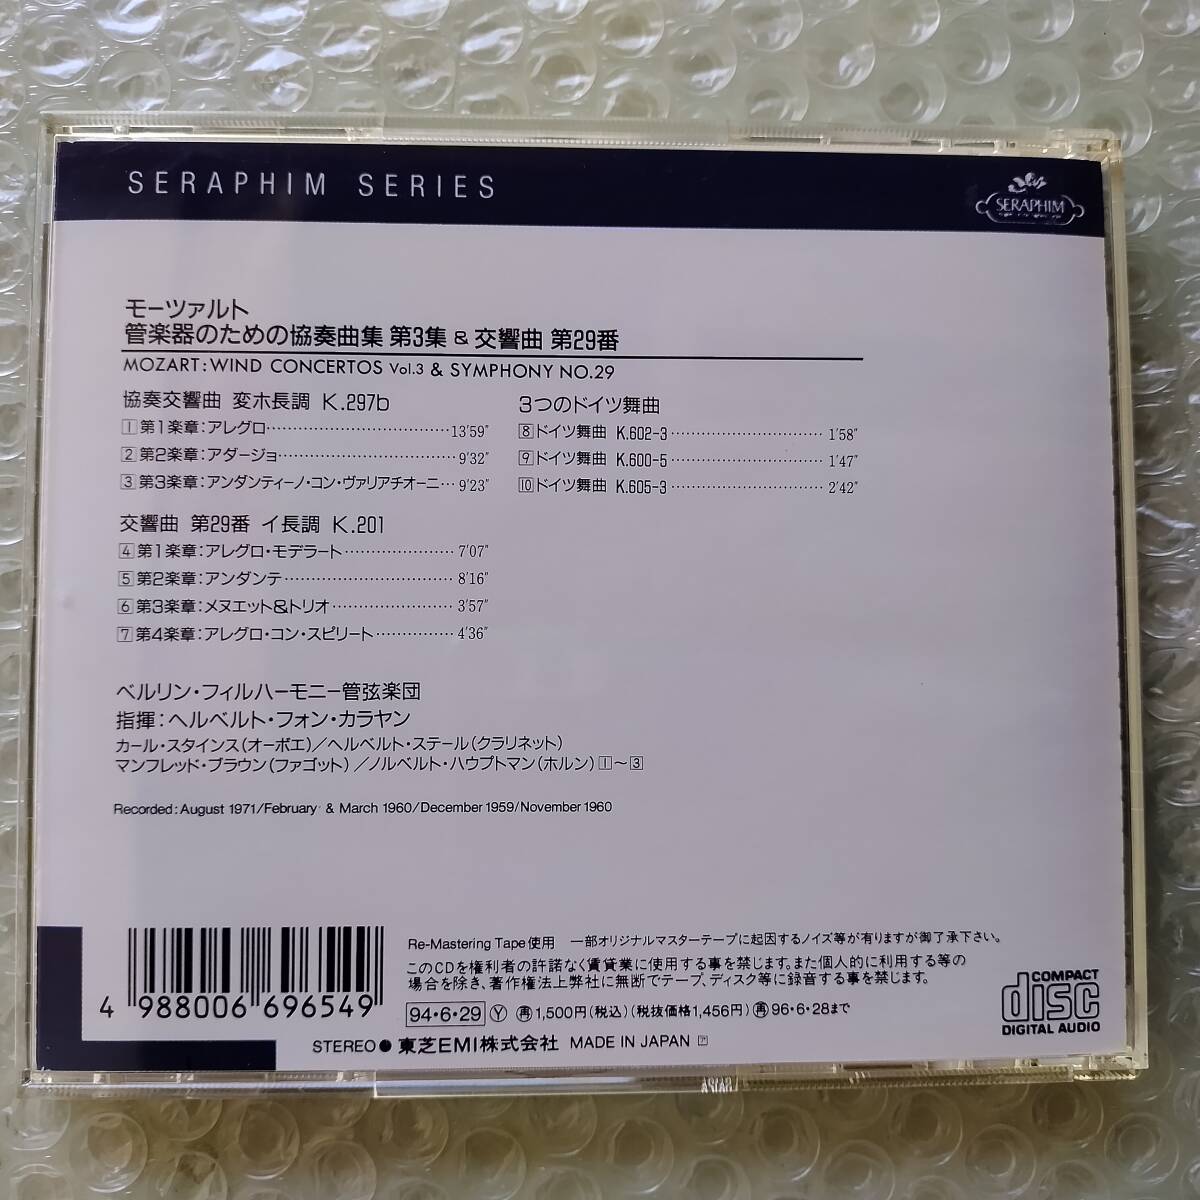 SERAPHIM SERIES
SERAPHIM
モーツァルト
管楽器のための協奏曲集 第3集 & 交響曲 第29番
MOZART: WIND CONCERTOS Vol.3 & SYMPHONY NO.29
協奏交響曲 変ホ長調 K.297b
1 第1楽章:アレグロ 13'59"
2 第2楽章:アダージョ 9'32"
3 第3楽章:アンダンティーノ・コン・ヴァリアチオーニ 9'23"
交響曲 第29番 イ長調 K.201
4 第1楽章:アレグロ・モデラート 7'07"
5 第2楽章:アンダンテ 8'16"
6 第3楽章:メヌエット&トリオ 3'57"
7 第4楽章:アレグロ・コン・スピリート 4'36"
3つのドイツ舞曲
8 ドイツ舞曲 K.602-3 1'58"
9 ドイツ舞曲 K.600-5 1'47"
10 ドイツ舞曲 K.605-3 2'42"
ベルリン・フィルハーモニー管弦楽団
指揮:ヘルベルト・フォン・カラヤン
カール・スタインス(オーボエ)/ヘルベルト・ステール(クラリネット)
マンフレッド・ブラウン(ファゴット)/ノルベルト・ハウプトマン(ホルン) 1〜3
Recorded: August 1971/February & March 1960/December 1959/November 1960
4 988006 696549
Re-Mastering Tape使用 一部オリジナルマスターテープに起因するノイズ等が有りますが御了承下さい。
このCDを権利者の許諾なく賃貸業に使用する事を禁じます。また個人的に利用する等の
場合を除き、著作権法上弊社に無断でテープ、ディスク等に録音する事を禁じます。
94・6・29 Ⓨ ㊢1,500円(税込)(税抜価格1,456円) ㊢96・6・28まで
STEREO● 東芝EMI株式会社 MADE IN JAPAN
COMPACT
disc
DIGITAL AUDIO